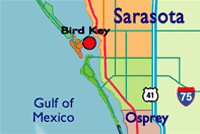 Sarasota
Bird Key
41
75
Gulf of
Mexico
Osprey